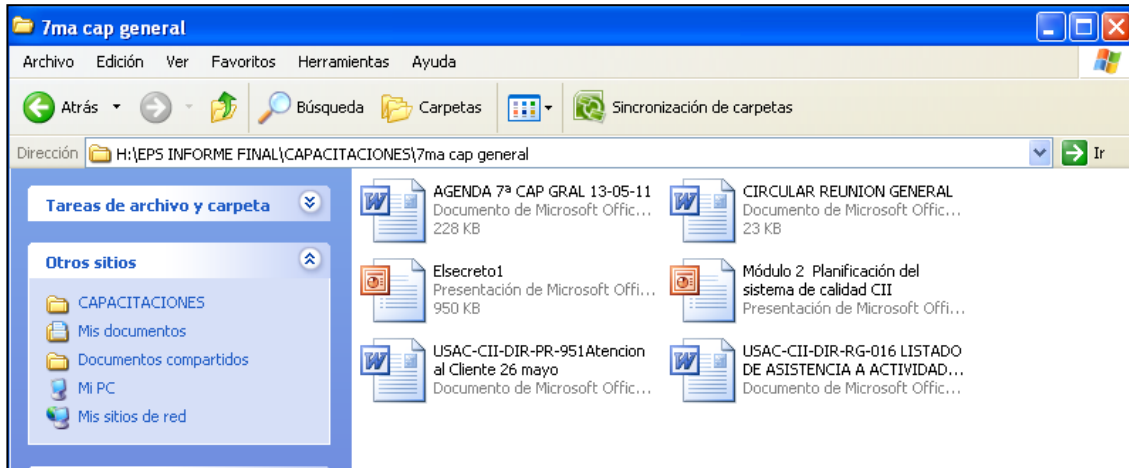 7ma cap general
Archivo Edición Ver Favoritos Herramientas Ayuda
Atrás Búsqueda Carpetas Sincronización de carpetas
Dirección H:\EPS INFORME FINAL\CAPACITACIONES\7ma cap general Ir
Tareas de archivo y carpeta
Otros sitios
CAPACITACIONES
Mis documentos
Documentos compartidos
Mi PC
Mis sitios de red
AGENDA 7ª CAP GRAL 13-05-11
Documento de Microsoft Offic...
228 KB
CIRCULAR REUNION GENERAL
Documento de Microsoft Offic...
23 KB
Elsecreto1
Presentación de Microsoft Offi...
950 KB
Módulo 2 Planificación del
sistema de calidad CII
Presentación de Microsoft Offi...
USAC-CII-DIR-PR-951Atencion
al Cliente 26 mayo
Documento de Microsoft Offic...
USAC-CII-DIR-RG-016 LISTADO
DE ASISTENCIA A ACTIVIDAD...
Documento de Microsoft Offic...